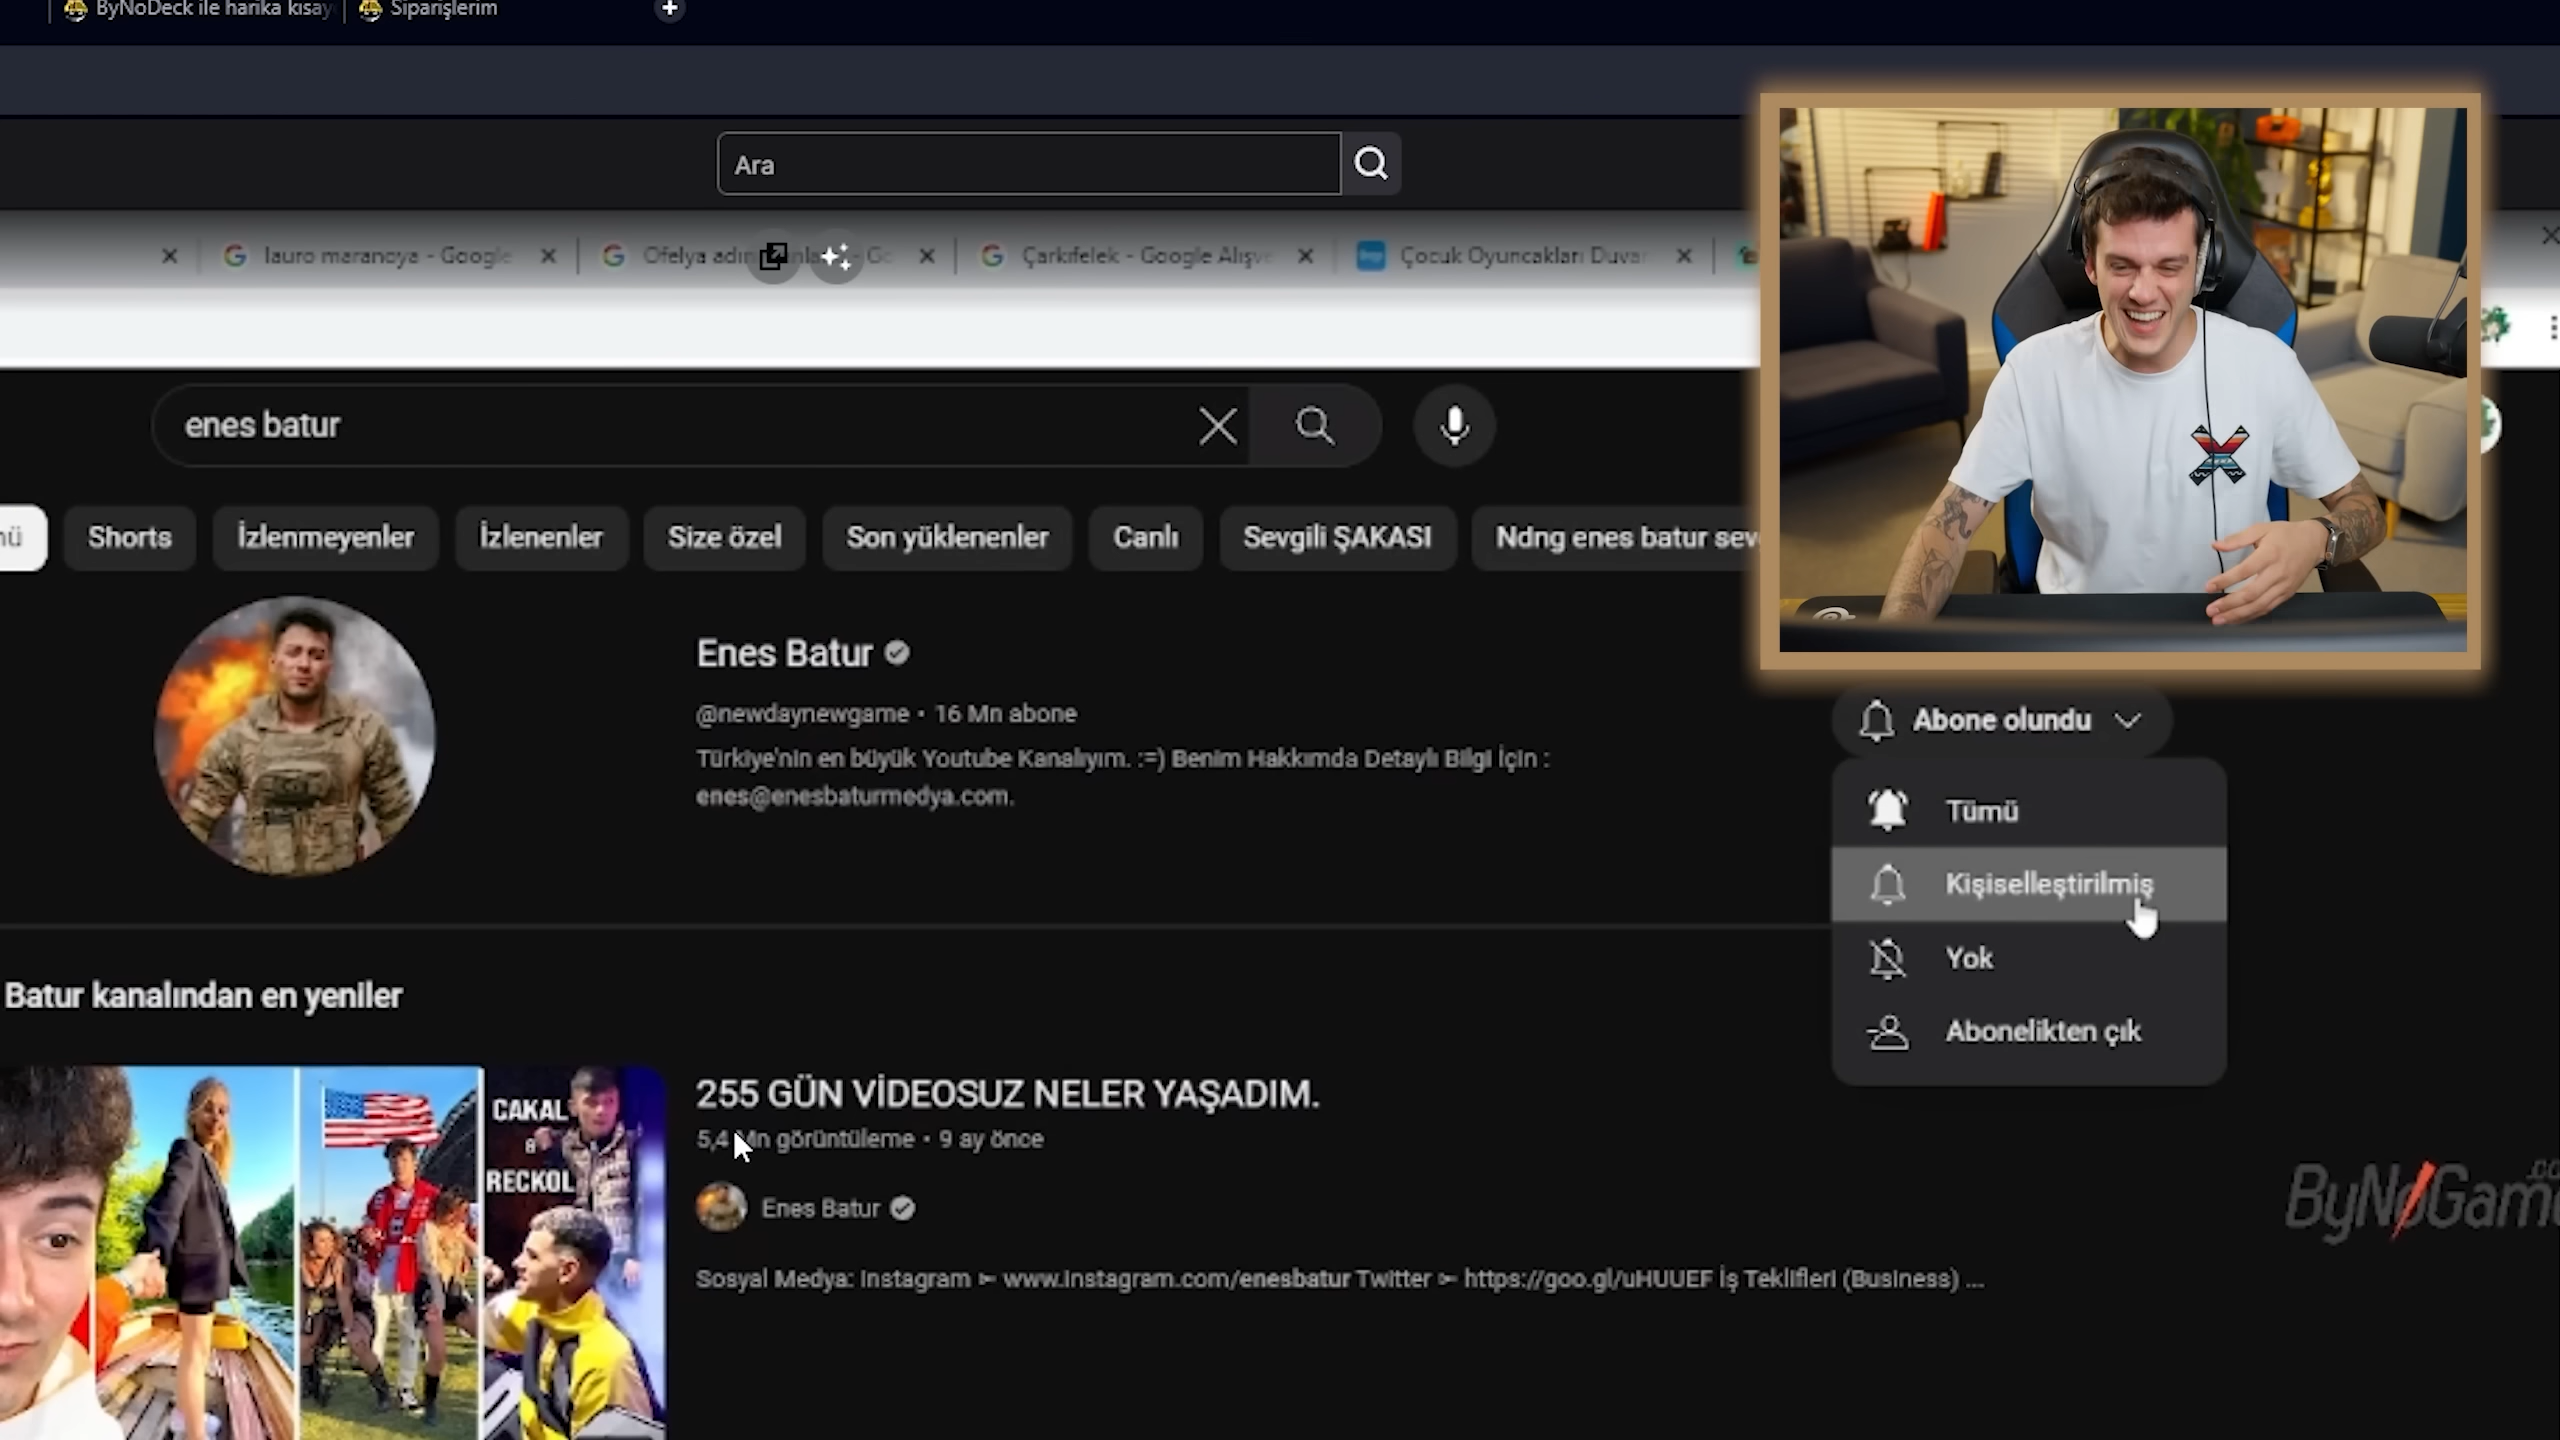 ByNoDeck ile harika kısay
Siparişlerim
Ara
lauro maranoya - Google
Ofelya
Çarkıfelek - Google Alışve
Çocuk Oyuncakları Duvar
enes batur
Shorts
İzlenmeyenler
İzlenenler
Size özel
Son yüklenenler
Canlı
Sevgili ŞAKASI
Ndng enes batur sev
Enes Batur
@newdaynewgame • 16 Mn abone
Türkiye'nin en büyük Youtube Kanalıyım. :=) Benim Hakkımda Detaylı Bilgi İçin :
enes@enesbaturmedya.com.
Abone olundu
Tümü
Kişiselleştirilmiş
Yok
Abonelikten çık
Batur kanalından en yeniler
CAKAL
&
RECKOL
255 GÜN VİDEOSUZ NELER YAŞADIM.
5,4 Mn görüntüleme • 9 ay önce
Enes Batur
Sosyal Medya: Instagram ► www.instagram.com/enesbatur Twitter ► https://goo.gl/uHUUEF İş Teklifleri (Business) ...
ByNoGame